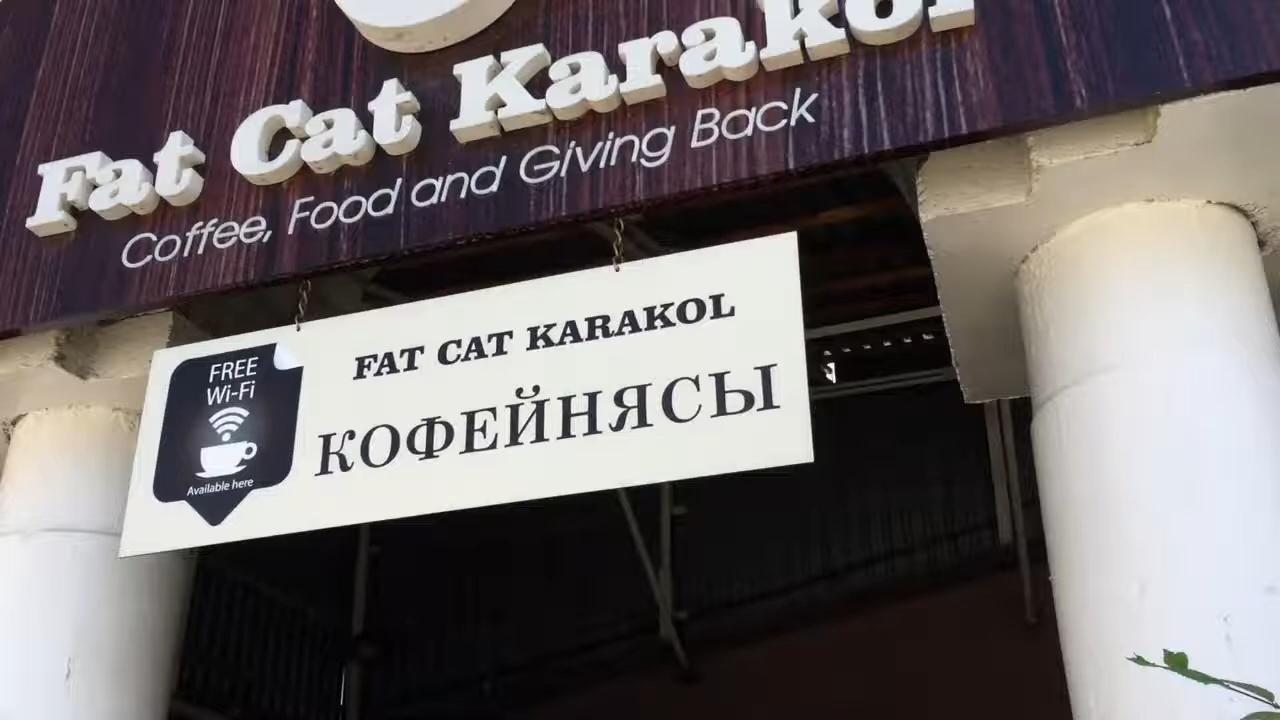 Fat Cat Karakol
Coffee, Food and Giving Back
FREE
Wi-Fi
Available here
FAT CAT KARAKOL
КОФЕЙНЯСЫ